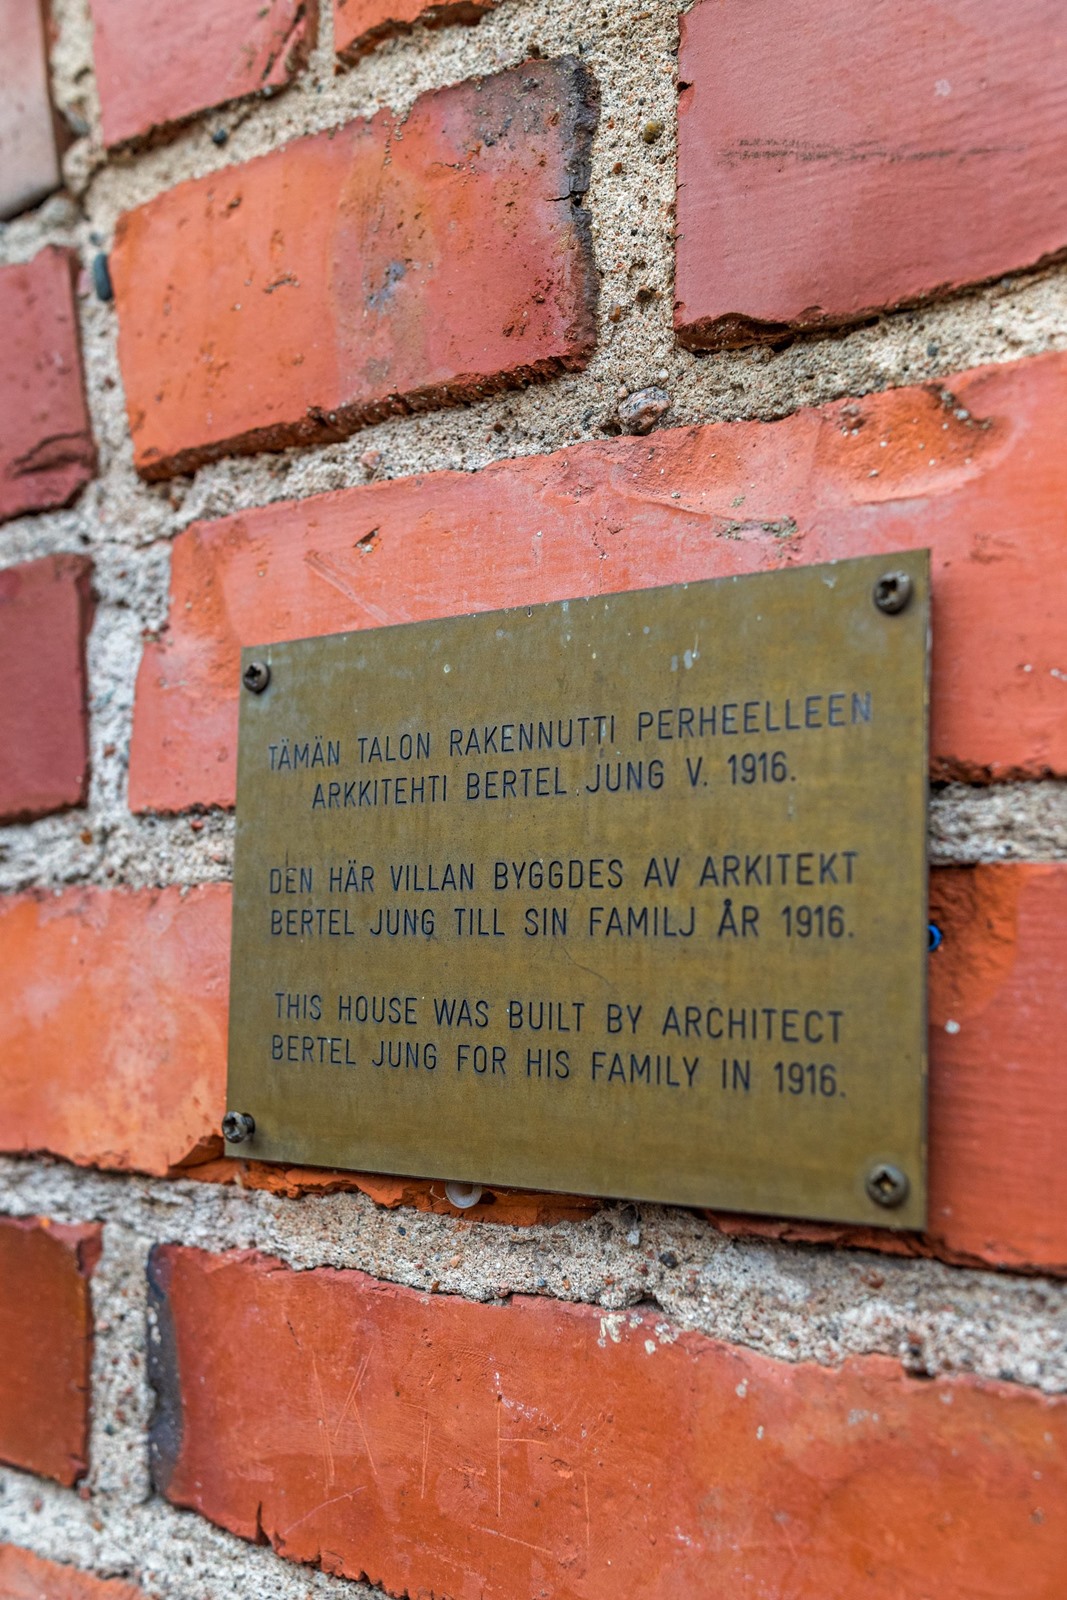 TÄMÄN TALON RAKENNUTTI PERHEELLEEN
ARKKITEHTI BERTEL JUNG V. 1916.
DEN HÄR VILLAN BYGGDES AV ARKITEKT
BERTEL JUNG TILL SIN FAMILJ ÅR 1916.
THIS HOUSE WAS BUILT BY ARCHITECT
BERTEL JUNG FOR HIS FAMILY IN 1916.